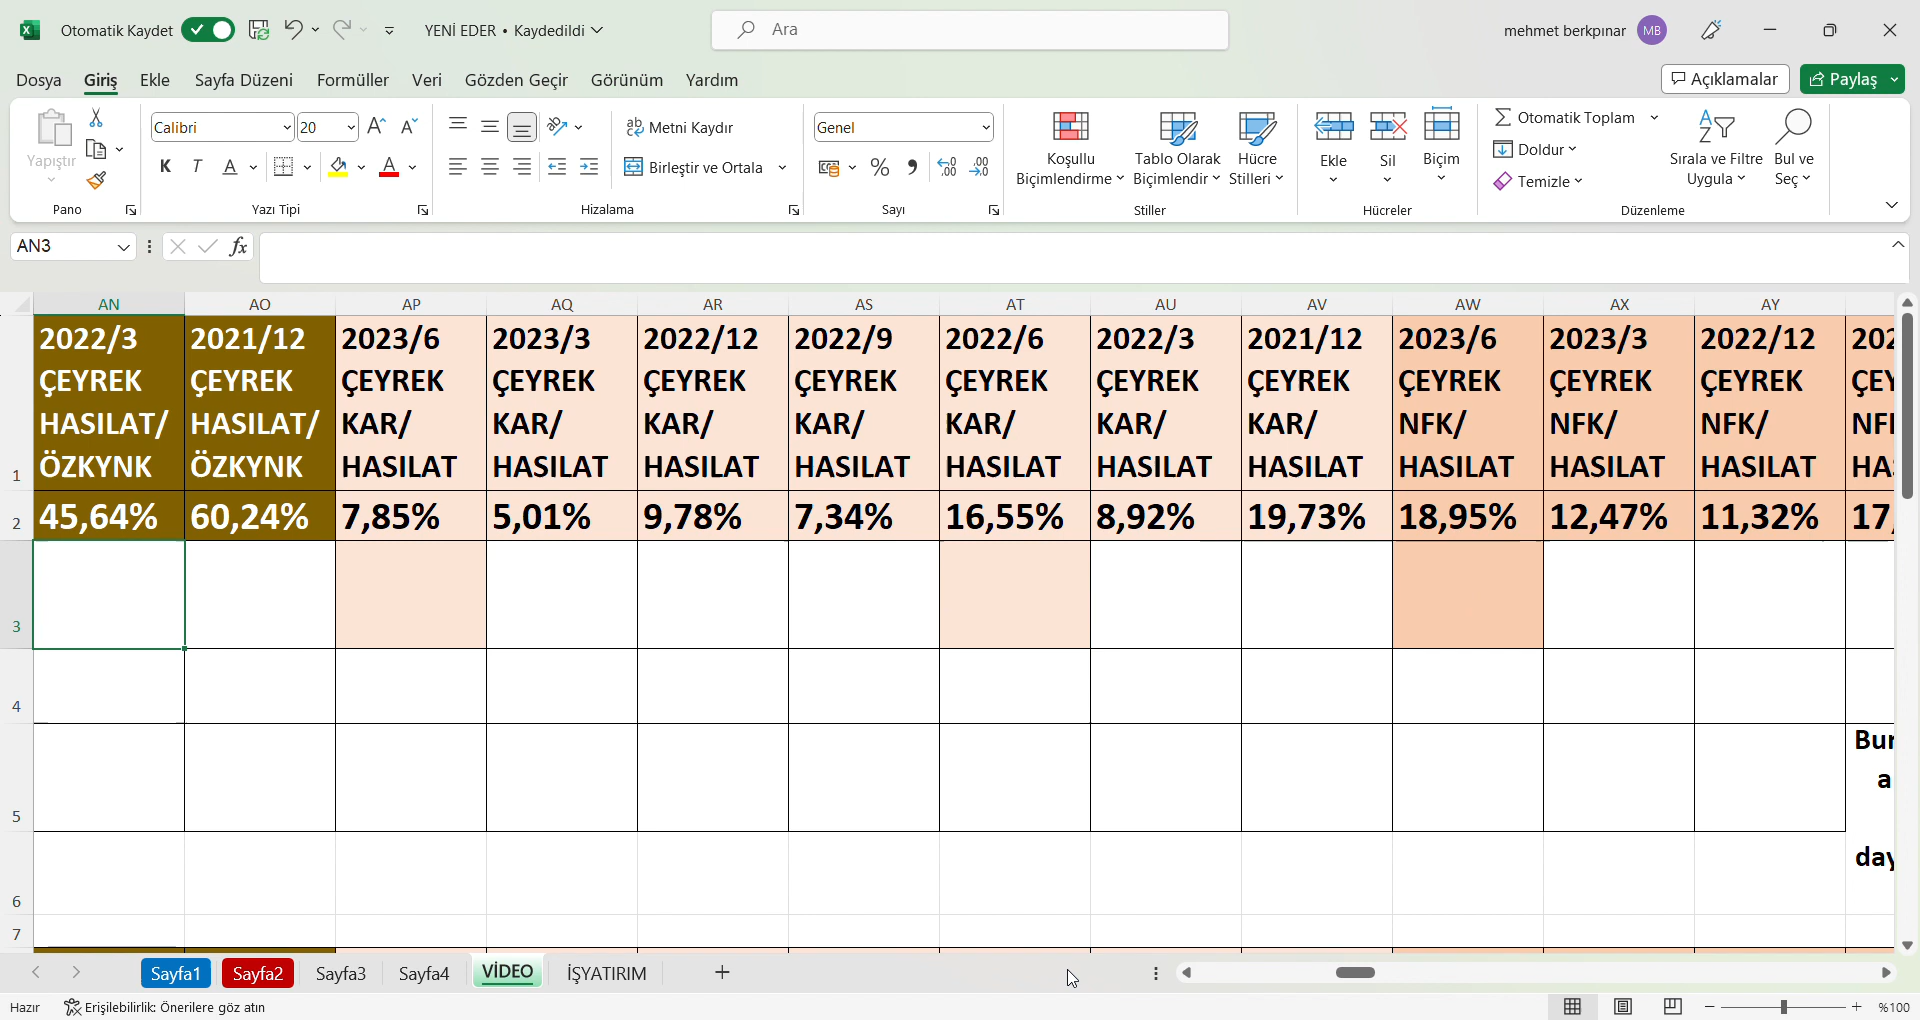 Otomatik Kaydet
YENİ EDER • Kaydedildi
Ara
mehmet berkpınar MB
Dosya Giriş Ekle Sayfa Düzeni Formüller Veri Gözden Geçir Görünüm Yardım
Açıklamalar Paylaş
Yapıştır
Pano
Calibri 20
K T A A
Yazı Tipi
Metni Kaydır
Birleştir ve Ortala
Hizalama
Genel
Sayı
Koşullu
Biçimlendirme
Tablo Olarak
Biçimlendir
Hücre
Stilleri
Stiller
Ekle
Sil
Biçim
Hücreler
Otomatik Toplam
Doldur
Temizle
Sırala ve Filtre
Uygula
Bul ve
Seç
Düzenleme
AN3
fx
AN AO AP AQ AR AS AT AU AV AW AX AY
2022/3 2021/12 2023/6 2023/3 2022/12 2022/9 2022/6 2022/3 2021/12 2023/6 2023/3 2022/12
ÇEYREK ÇEYREK ÇEYREK ÇEYREK ÇEYREK ÇEYREK ÇEYREK ÇEYREK ÇEYREK ÇEYREK ÇEYREK ÇEYREK
HASILAT/ HASILAT/ KAR/ KAR/ KAR/ KAR/ KAR/ KAR/ KAR/ NFK/ NFK/ NFK/
1 ÖZKYNK ÖZKYNK HASILAT HASILAT HASILAT HASILAT HASILAT HASILAT HASILAT HASILAT HASILAT HASILAT
2 45,64% 60,24% 7,85% 5,01% 9,78% 7,34% 16,55% 8,92% 19,73% 18,95% 12,47% 11,32% 17,
3
4
5
a
6
7
Sayfa1 Sayfa2 Sayfa3 Sayfa4 VİDEO İŞYATIRIM
Hazır Erişilebilirlik: Önerilere göz atın
%100